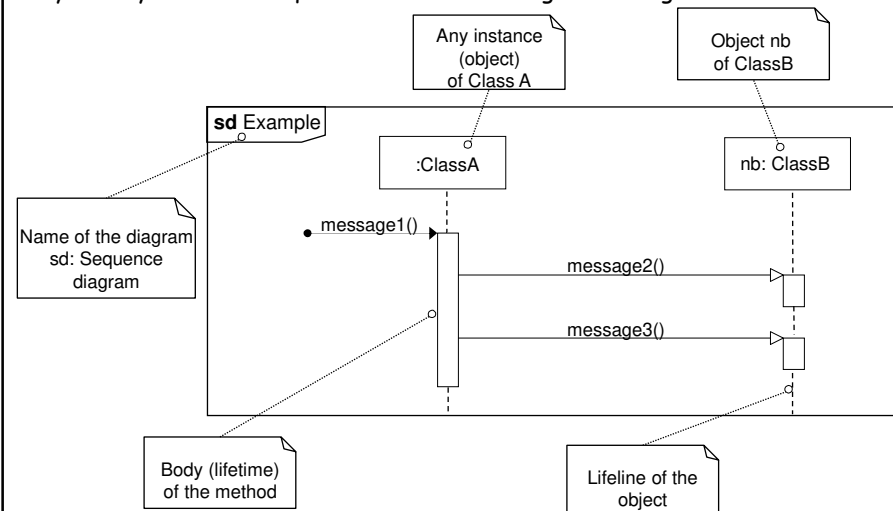 Any instance
(object)
of Class A
Object nb
of ClassB
sd Example
:ClassA
nb: ClassB
message1()
Name of the diagram
sd: Sequence
diagram
message2()
message3()
Body (lifetime)
of the method
Lifeline of the
object